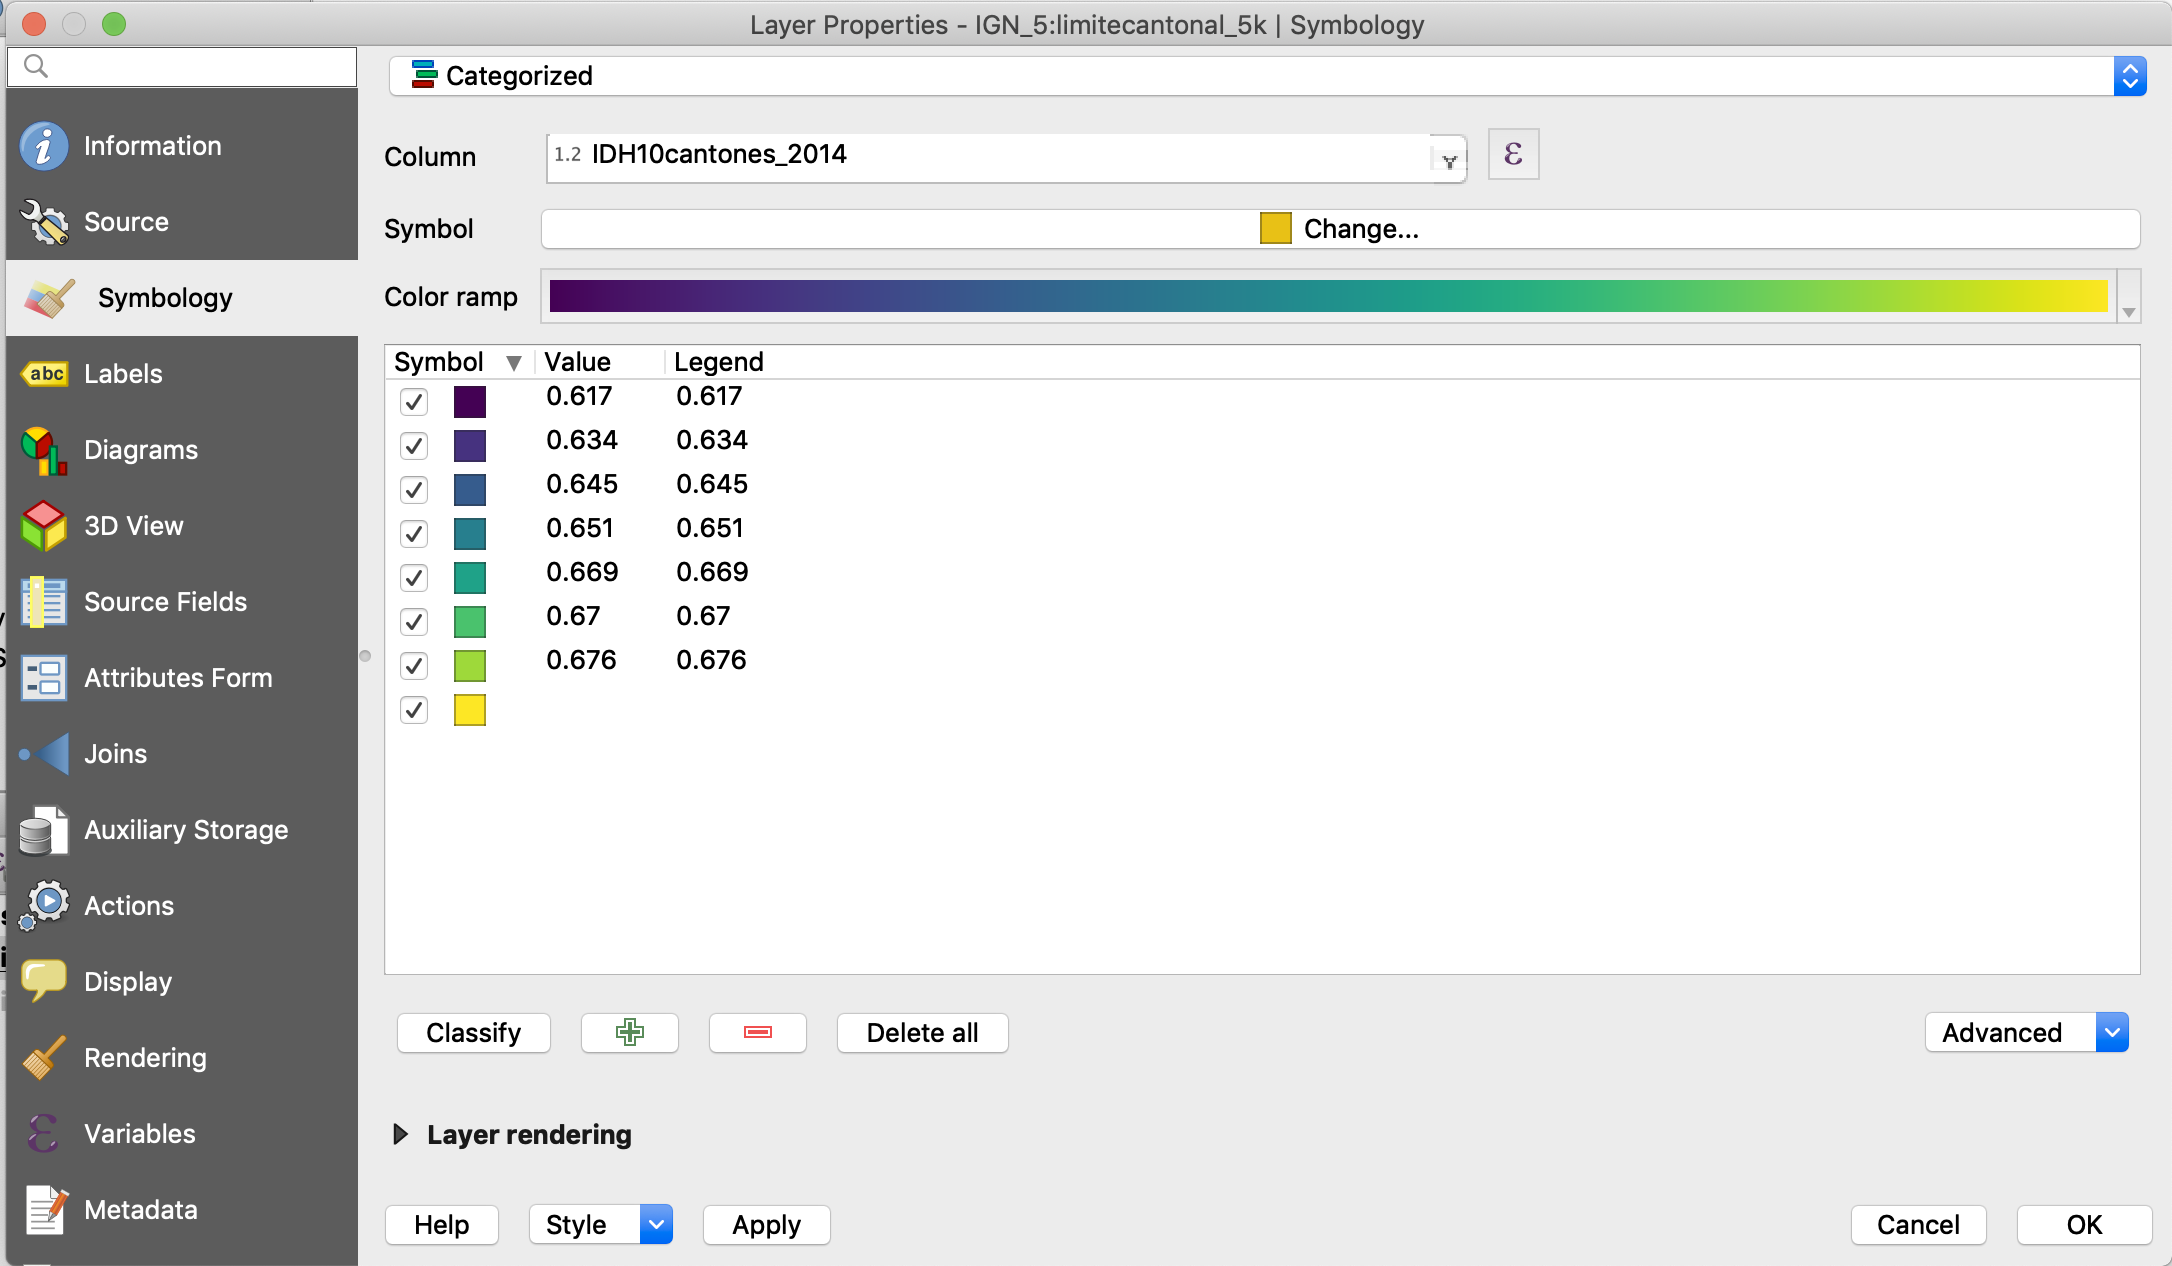 Layer Properties - IGN_5:limitecantonal_5k | Symbology
Categorized
Information
Source
Symbology
Labels
Diagrams
3D View
Source Fields
Attributes Form
Joins
Auxiliary Storage
Actions
Display
Rendering
Variables
Metadata
Column 1.2 IDH10cantones_2014 ε
Symbol Change...
Color ramp
Symbol Value Legend
0.617 0.617
0.634 0.634
0.645 0.645
0.651 0.651
0.669 0.669
0.67 0.67
0.676 0.676
Classify Delete all Advanced
Layer rendering
Help Style Apply Cancel OK
abc